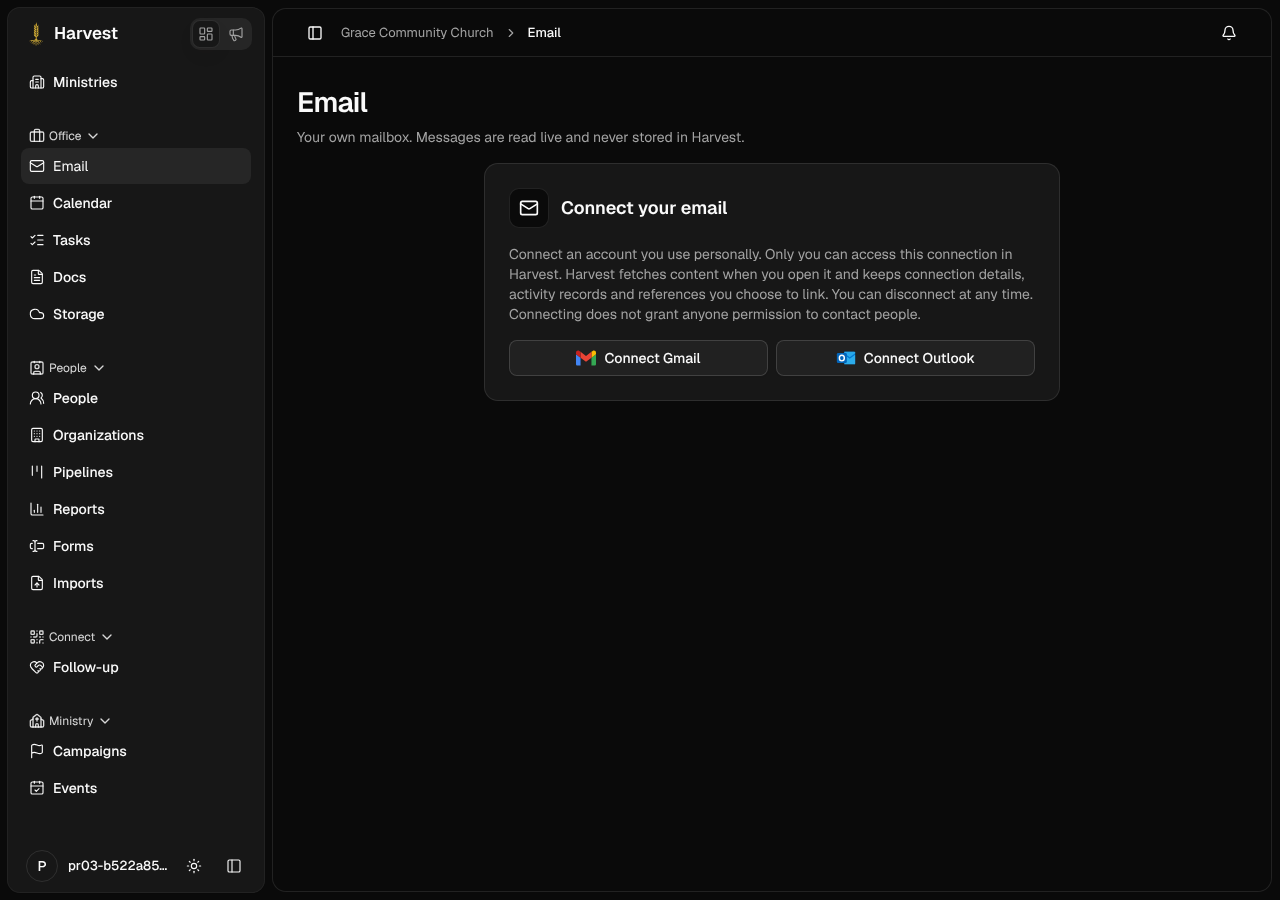 Harvest
Ministries
Office
Email
Calendar
Tasks
Docs
Storage
People
People
Organizations
Pipelines
Reports
Forms
Imports
Connect
Follow-up
Ministry
Campaigns
Events
P pr03-b522a85...
Grace Community Church > Email
Email
Your own mailbox. Messages are read live and never stored in Harvest.
Connect your email
Connect an account you use personally. Only you can access this connection in
Harvest. Harvest fetches content when you open it and keeps connection details,
activity records and references you choose to link. You can disconnect at any time.
Connecting does not grant anyone permission to contact people.
Connect Gmail
Connect Outlook